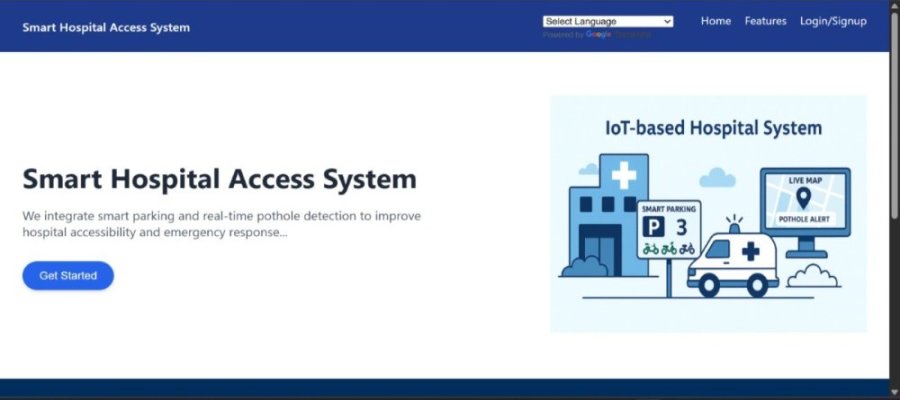 Smart Hospital Access System
Select Language
Home Features Login/Signup
Powered by Google
Smart Hospital Access System
We integrate smart parking and real-time pothole detection to improve
hospital accessibility and emergency response...
Get Started
IoT-based Hospital System
SMART PARKING
P 3
LIVE MAP
POTHOLE ALERT